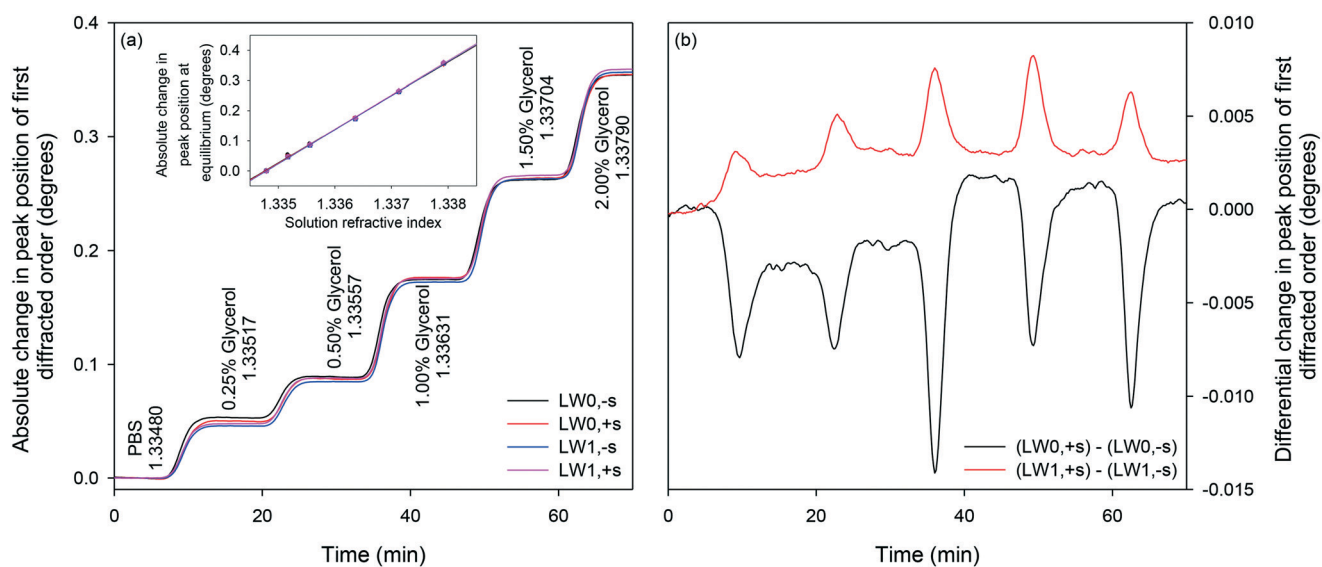 Absolute change in peak position of first
diffracted order (degrees)
0.4
0.3
0.2
0.1
0.0
(a)
Absolute change in
peak position at
equilibrium (degrees)
0.4
0.3
0.2
0.1
0.0
1.335
1.336
1.337
1.338
Solution refractive index
PBS
1.33480
0.25% Glycerol
1.33517
0.50% Glycerol
1.33557
1.00% Glycerol
1.33631
1.50% Glycerol
1.33704
2.00% Glycerol
1.33790
LW0,-s
LW0,+s
LW1,-s
LW1,+s
0
20
40
60
Time (min)
(b)
(LW0,+s) - (LW0,-s)
(LW1,+s) - (LW1,-s)
0
20
40
60
Time (min)
0.010
0.005
0.000
-0.005
-0.010
-0.015
Differential change in peak position of first
diffracted order (degrees)